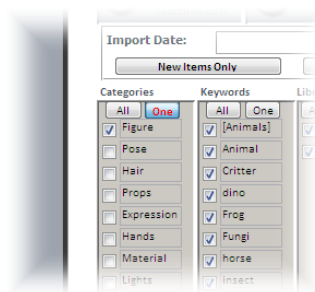 Import Date:
New Items Only
Categories Keywords
All One All One
Figure [Animals]
Pose Animal
Hair Critter
Props dino
Expression Frog
Hands Fungi
Material horse
Lights insect